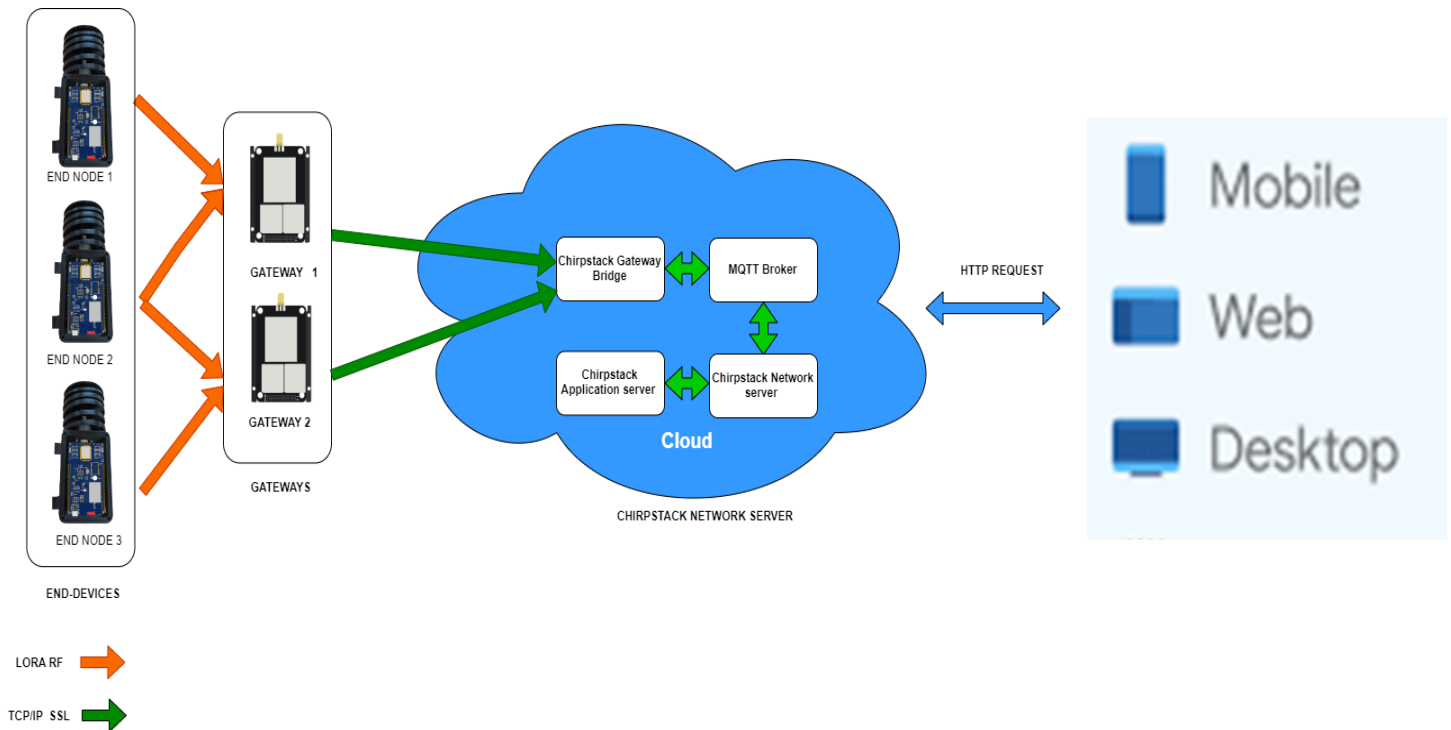 END NODE 1
END NODE 2
END NODE 3
END-DEVICES
GATEWAY 1
GATEWAY 2
GATEWAYS
Chirpstack Gateway
Bridge
MQTT Broker
Chirpstack
Application server
Chirpstack Network
server
Cloud
CHIRPSTACK NETWORK SERVER
HTTP REQUEST
Mobile
Web
Desktop
LORA RF
TCP/IP SSL